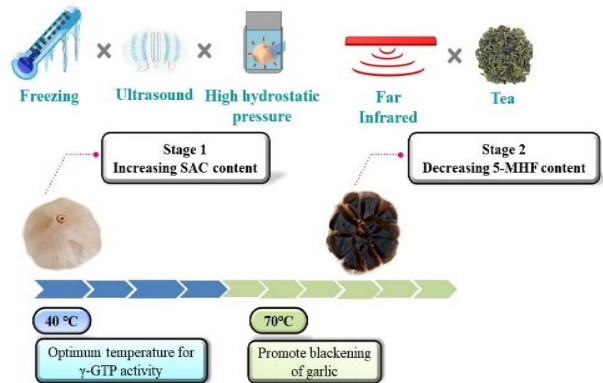 Freezing
Ultrasound
High hydrostatic
pressure
Far
Infrared
Tea
Stage 1
Increasing SAC content
Stage 2
Decreasing 5-MHF content
40 °C
70°C
Optimum temperature for
γ-GTP activity
Promote blackening
of garlic